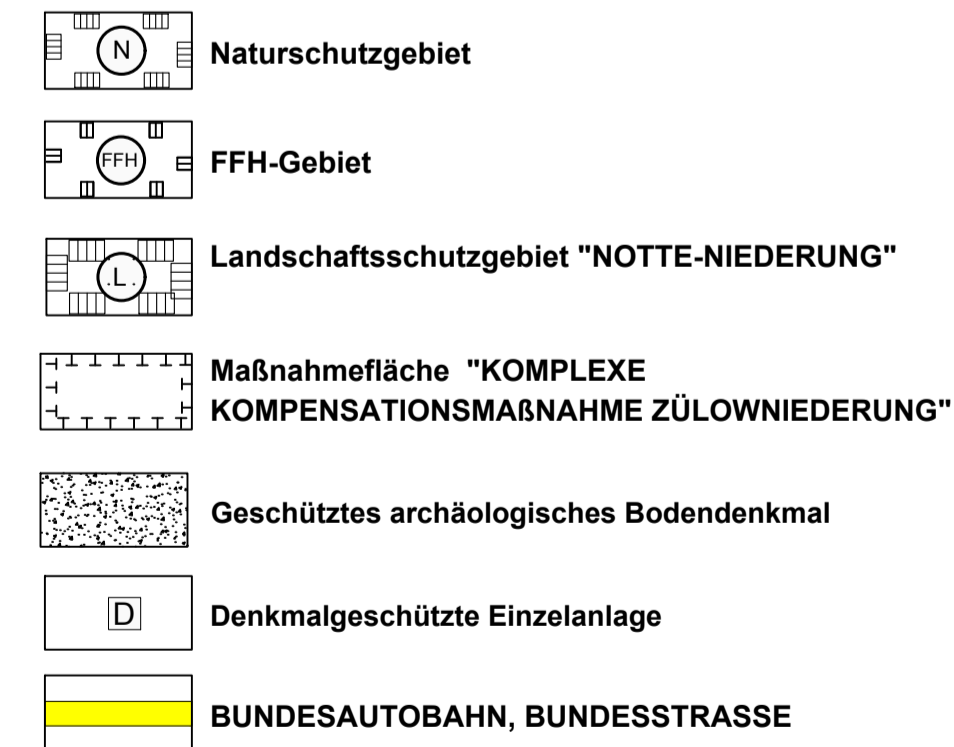 N Naturschutzgebiet
FFH FFH-Gebiet
.L. Landschaftsschutzgebiet "NOTTE-NIEDERUNG"
Maßnahmefläche "KOMPLEXE
KOMPENSATIONSMAßNAHME ZÜLOWNIEDERUNG"
Geschütztes archäologisches Bodendenkmal
D Denkmalgeschützte Einzelanlage
BUNDESAUTOBAHN, BUNDESSTRASSE